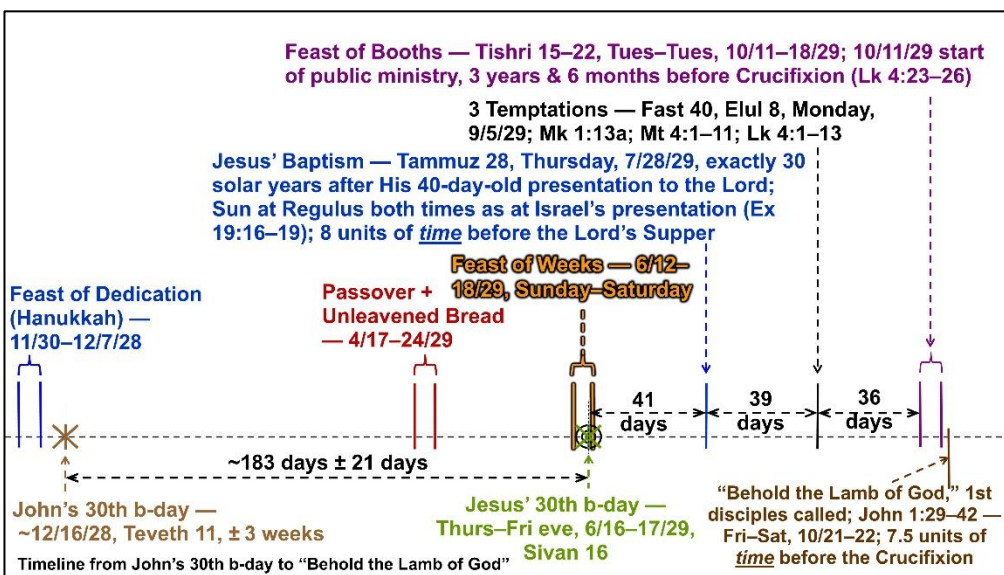 Feast of Booths — Tishri 15–22, Tues–Tues, 10/11–18/29; 10/11/29 start
of public ministry, 3 years & 6 months before Crucifixion (Lk 4:23–26)
3 Temptations — Fast 40, Elul 8, Monday,
9/5/29; Mk 1:13a; Mt 4:1–11; Lk 4:1–13
Jesus’ Baptism — Tammuz 28, Thursday, 7/28/29, exactly 30
solar years after His 40-day-old presentation to the Lord;
Sun at Regulus both times as at Israel’s presentation (Ex
19:16–19); 8 units of time before the Lord’s Supper
Feast of Weeks — 6/12–
18/29, Sunday–Saturday
Feast of Dedication
(Hanukkah) —
11/30–12/7/28
Passover +
Unleavened Bread
— 4/17–24/29
41
days
39
days
36
days
~183 days ± 21 days
John’s 30th b-day —
~12/16/28, Teveth 11, ± 3 weeks
Jesus’ 30th b-day —
Thurs–Fri eve, 6/16–17/29,
Sivan 16
“Behold the Lamb of God,” 1st
disciples called; John 1:29–42 —
Fri–Sat, 10/21–22; 7.5 units of
time before the Crucifixion
Timeline from John’s 30th b-day to “Behold the Lamb of God”